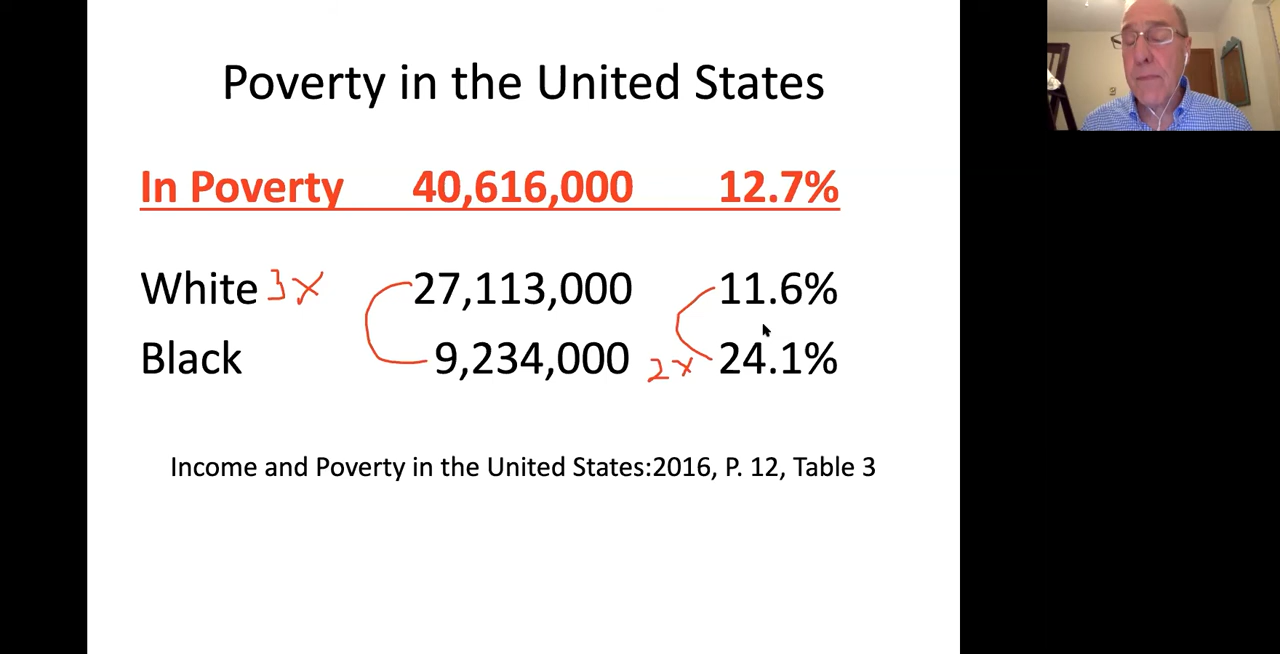 Poverty in the United States
In Poverty 40,616,000 12.7%
White 3x 27,113,000 11.6%
Black 9,234,000 2x 24.1%
Income and Poverty in the United States:2016, P. 12, Table 3